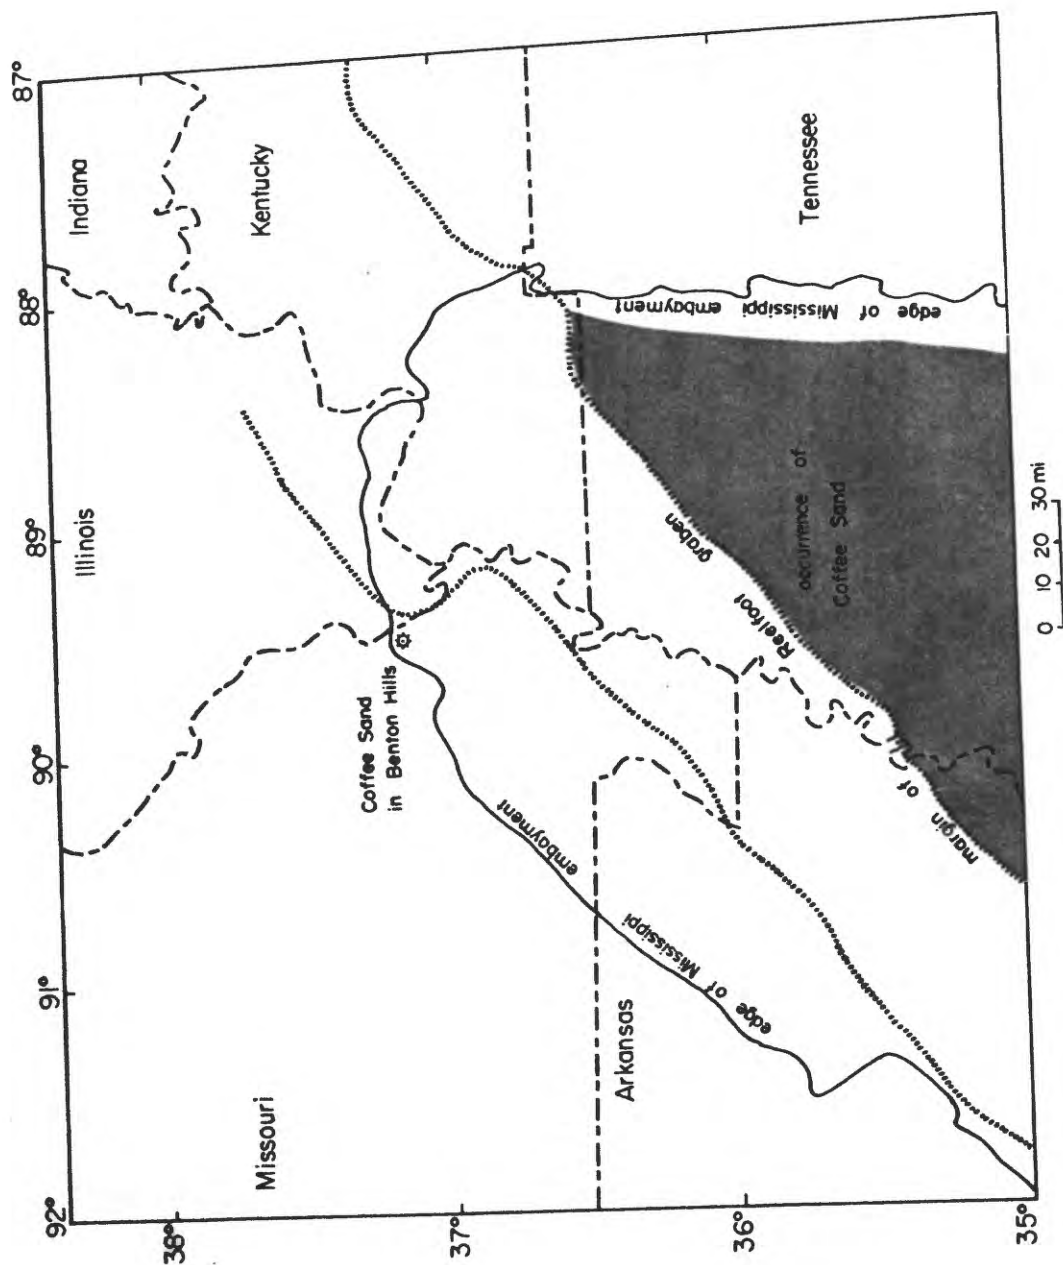 92°
91°
90°
89°
88°
87°
38°
37°
36°
35°
Missouri
Illinois
Indiana
Kentucky
Tennessee
Arkansas
Coffee Sand
in Benton Hills
edge of Mississippi embayment
edge of Mississippi embayment
margin of Reelfoot graben
occurrence of
Coffee Sand
0 10 20 30 mi